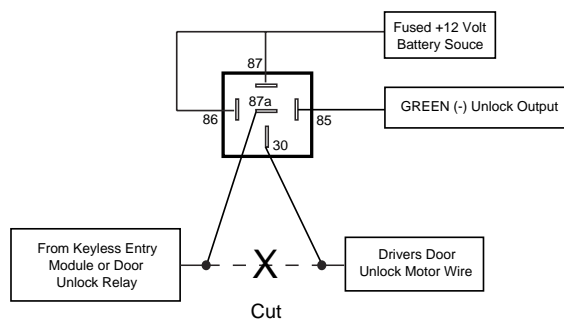 Fused +12 Volt
Battery Souce
87
87a
86
85
GREEN (-) Unlock Output
30
From Keyless Entry
Module or Door
Unlock Relay
X
Drivers Door
Unlock Motor Wire
Cut